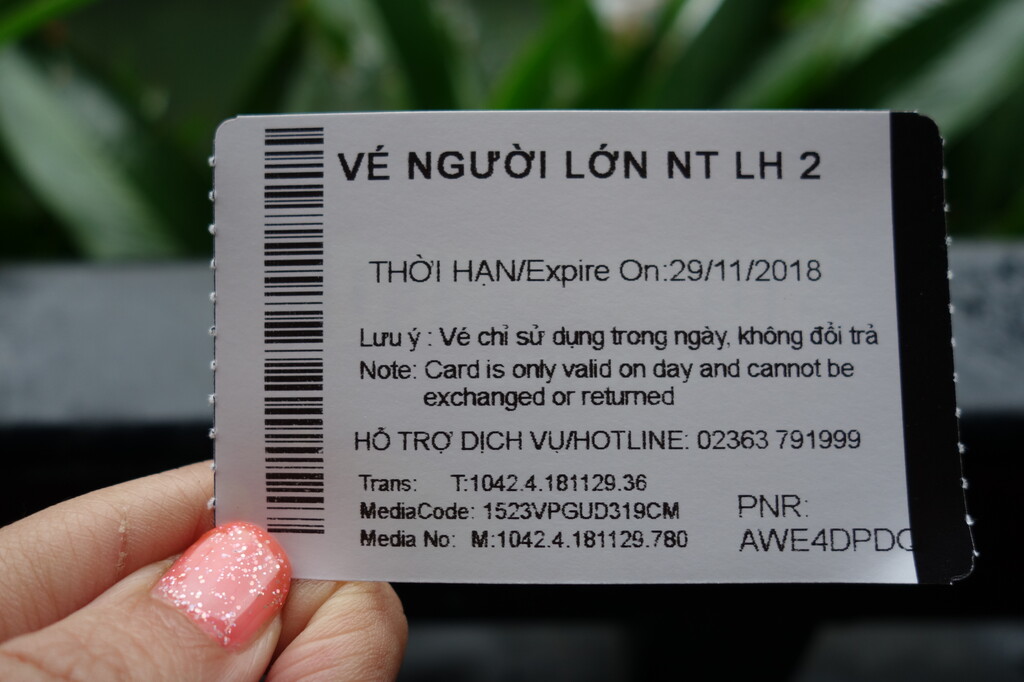 VÉ NGƯỜI LỚN NT LH 2
THỜI HẠN/Expire On:29/11/2018
Lưu ý : Vé chỉ sử dụng trong ngày, không đổi trả
Note: Card is only valid on day and cannot be
exchanged or returned
HỖ TRỢ DỊCH VỤ/HOTLINE: 02363 791999
Trans: T:1042.4.181129.36
MediaCode: 1523VPGUD319CM
Media No: M:1042.4.181129.780
PNR: